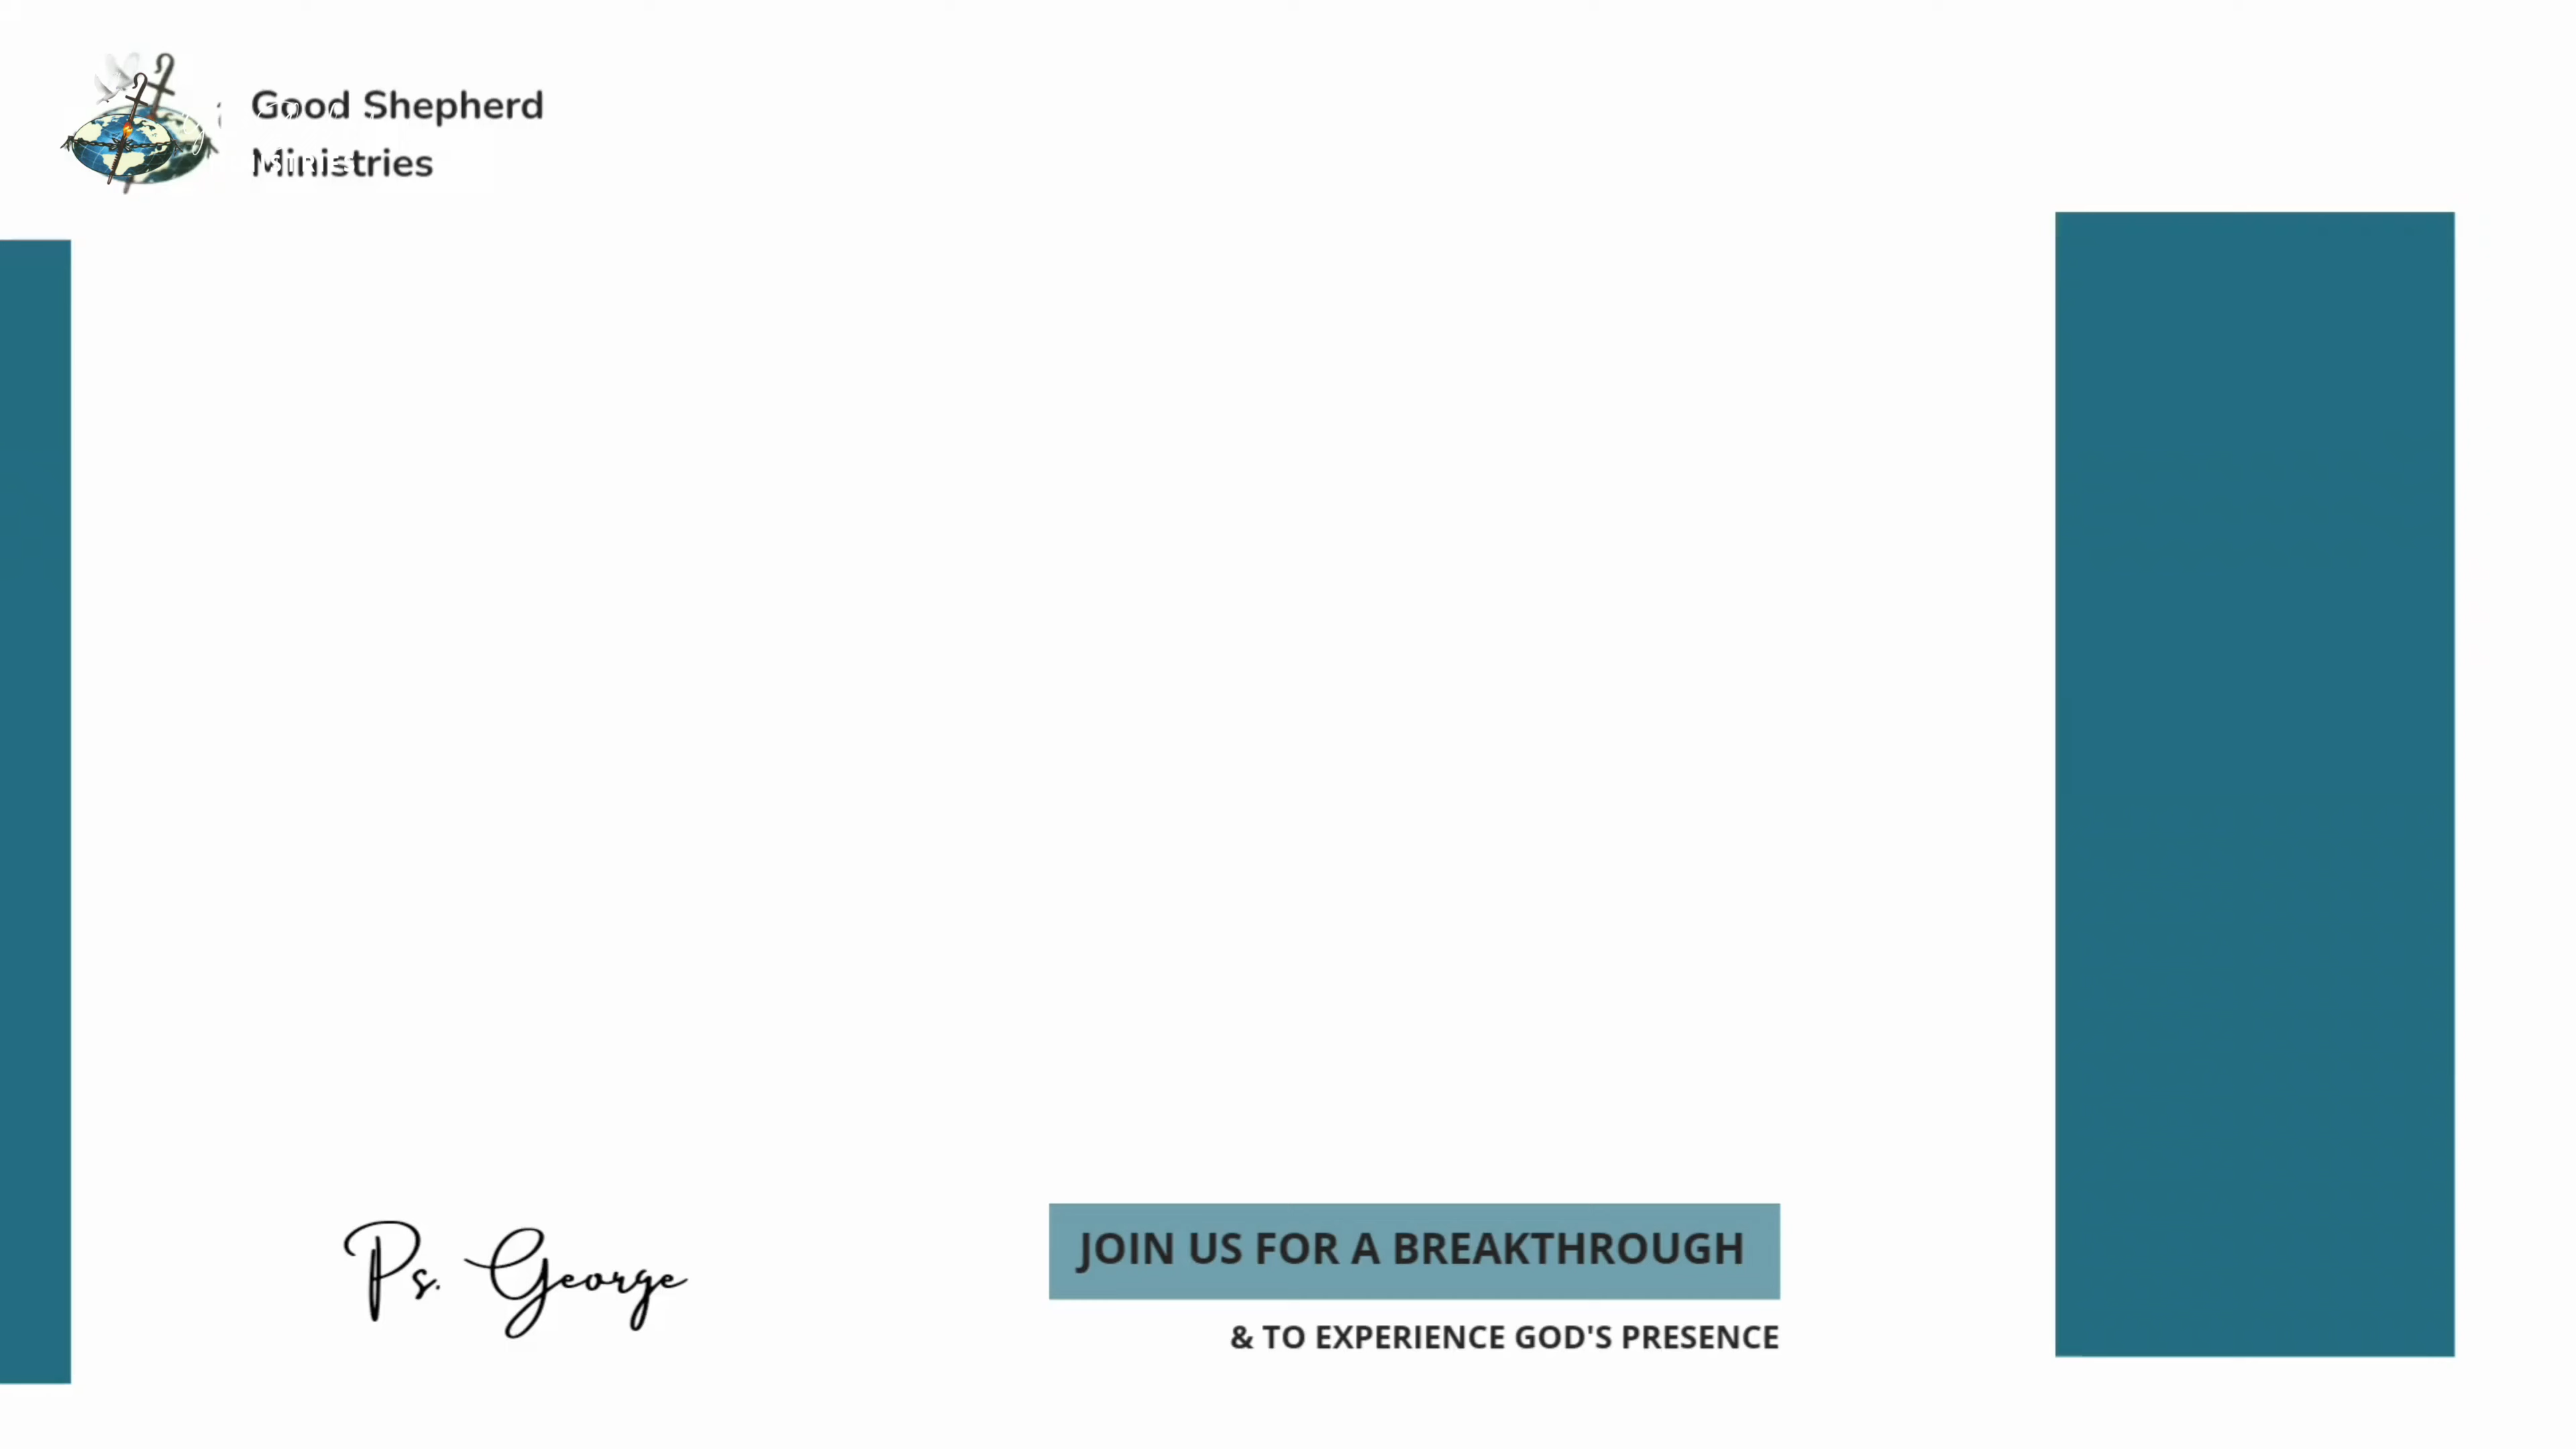 Good Shepherd
Ministries
Ps. George
JOIN US FOR A BREAKTHROUGH
& TO EXPERIENCE GOD'S PRESENCE